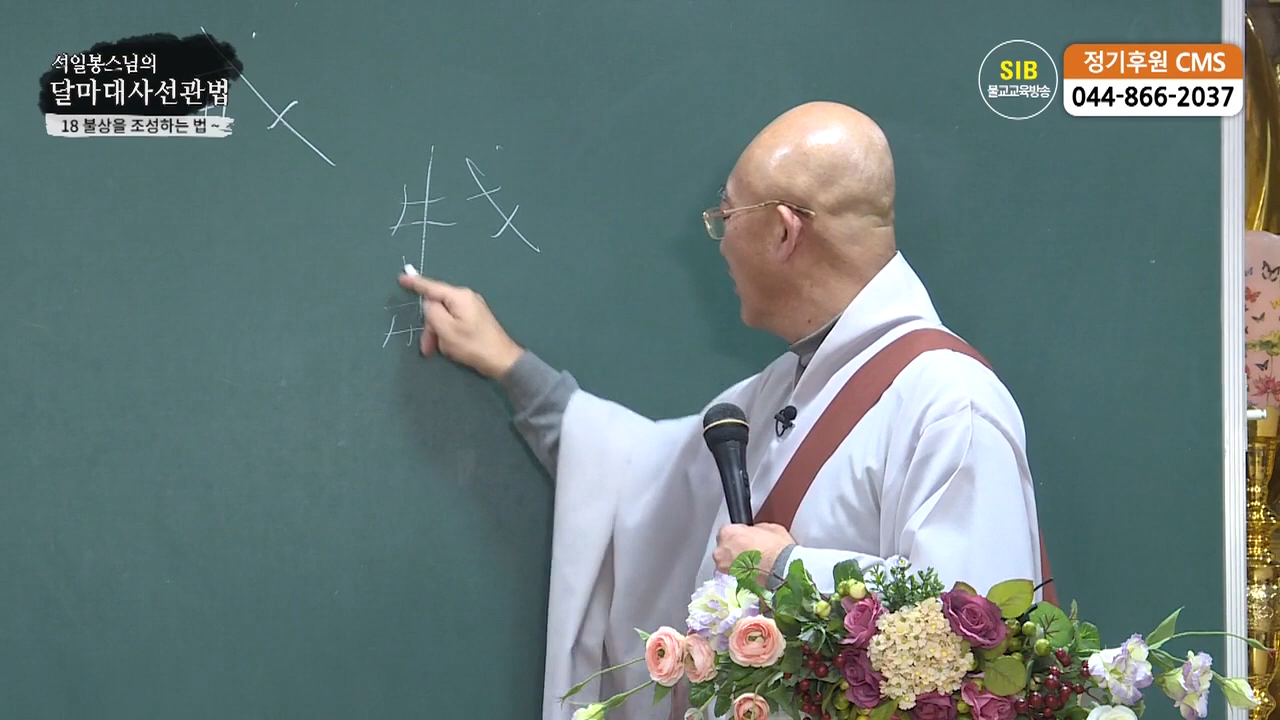 석일봉스님의
달마대사선관법
18 불상을 조성하는 법 ~
SIB
불교교육방송
정기후원 CMS
044-866-2037